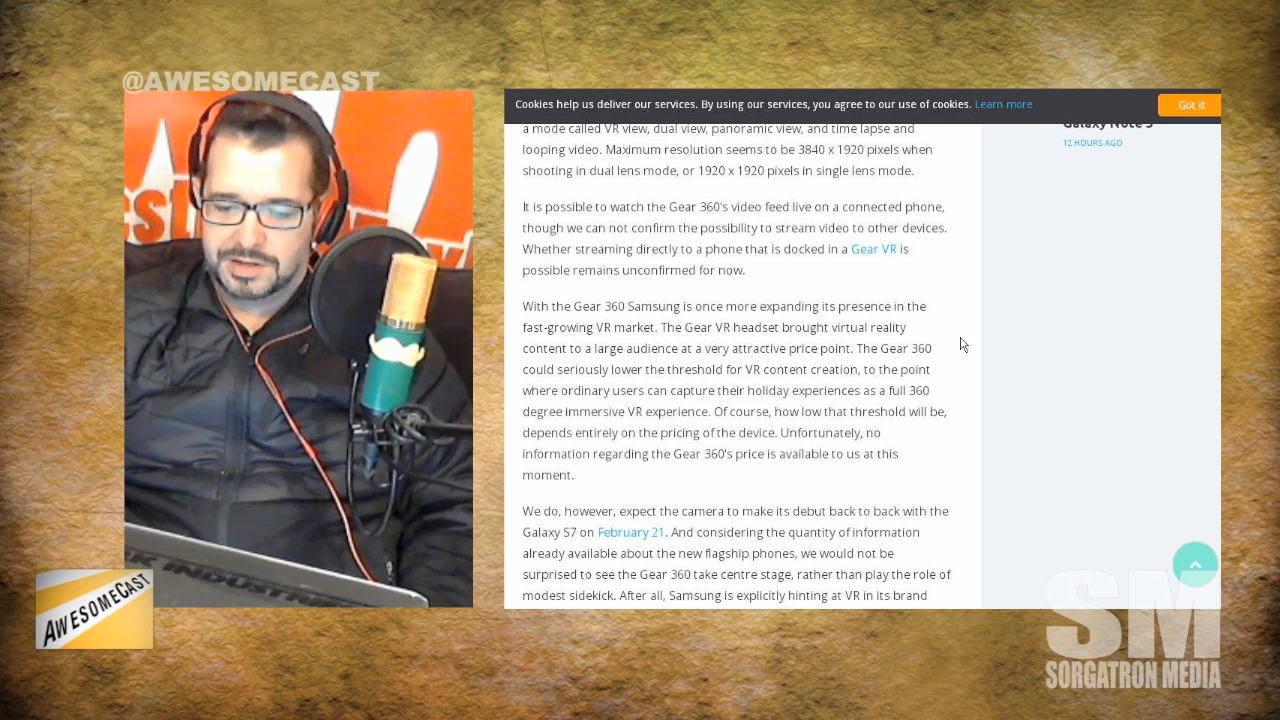 @AWESOMECAST
Cookies help us deliver our services. By using our services, you agree to our use of cookies. Learn more
Got it
a mode called VR view, dual view, panoramic view, and time lapse and
looping video. Maximum resolution seems to be 3840 x 1920 pixels when
shooting in dual lens mode, or 1920 x 1920 pixels in single lens mode.
It is possible to watch the Gear 360's video feed live on a connected phone,
though we can not confirm the possibility to stream video to other devices.
Whether streaming directly to a phone that is docked in a Gear VR is
possible remains unconfirmed for now.
With the Gear 360 Samsung is once more expanding its presence in the
fast-growing VR market. The Gear VR headset brought virtual reality
content to a large audience at a very attractive price point. The Gear 360
could seriously lower the threshold for VR content creation, to the point
where ordinary users can capture their holiday experiences as a full 360
degree immersive VR experience. Of course, how low that threshold will be,
depends entirely on the pricing of the device. Unfortunately, no
information regarding the Gear 360's price is available to us at this
moment.
We do, however, expect the camera to make its debut back to back with the
Galaxy S7 on February 21. And considering the quantity of information
already available about the new flagship phones, we would not be
surprised to see the Gear 360 take centre stage, rather than play the role of
modest sidekick. After all, Samsung is explicitly hinting at VR in its brand
Galaxy Note 5
12 HOURS AGO
AWESOMECAST
SM
SORGATRON MEDIA